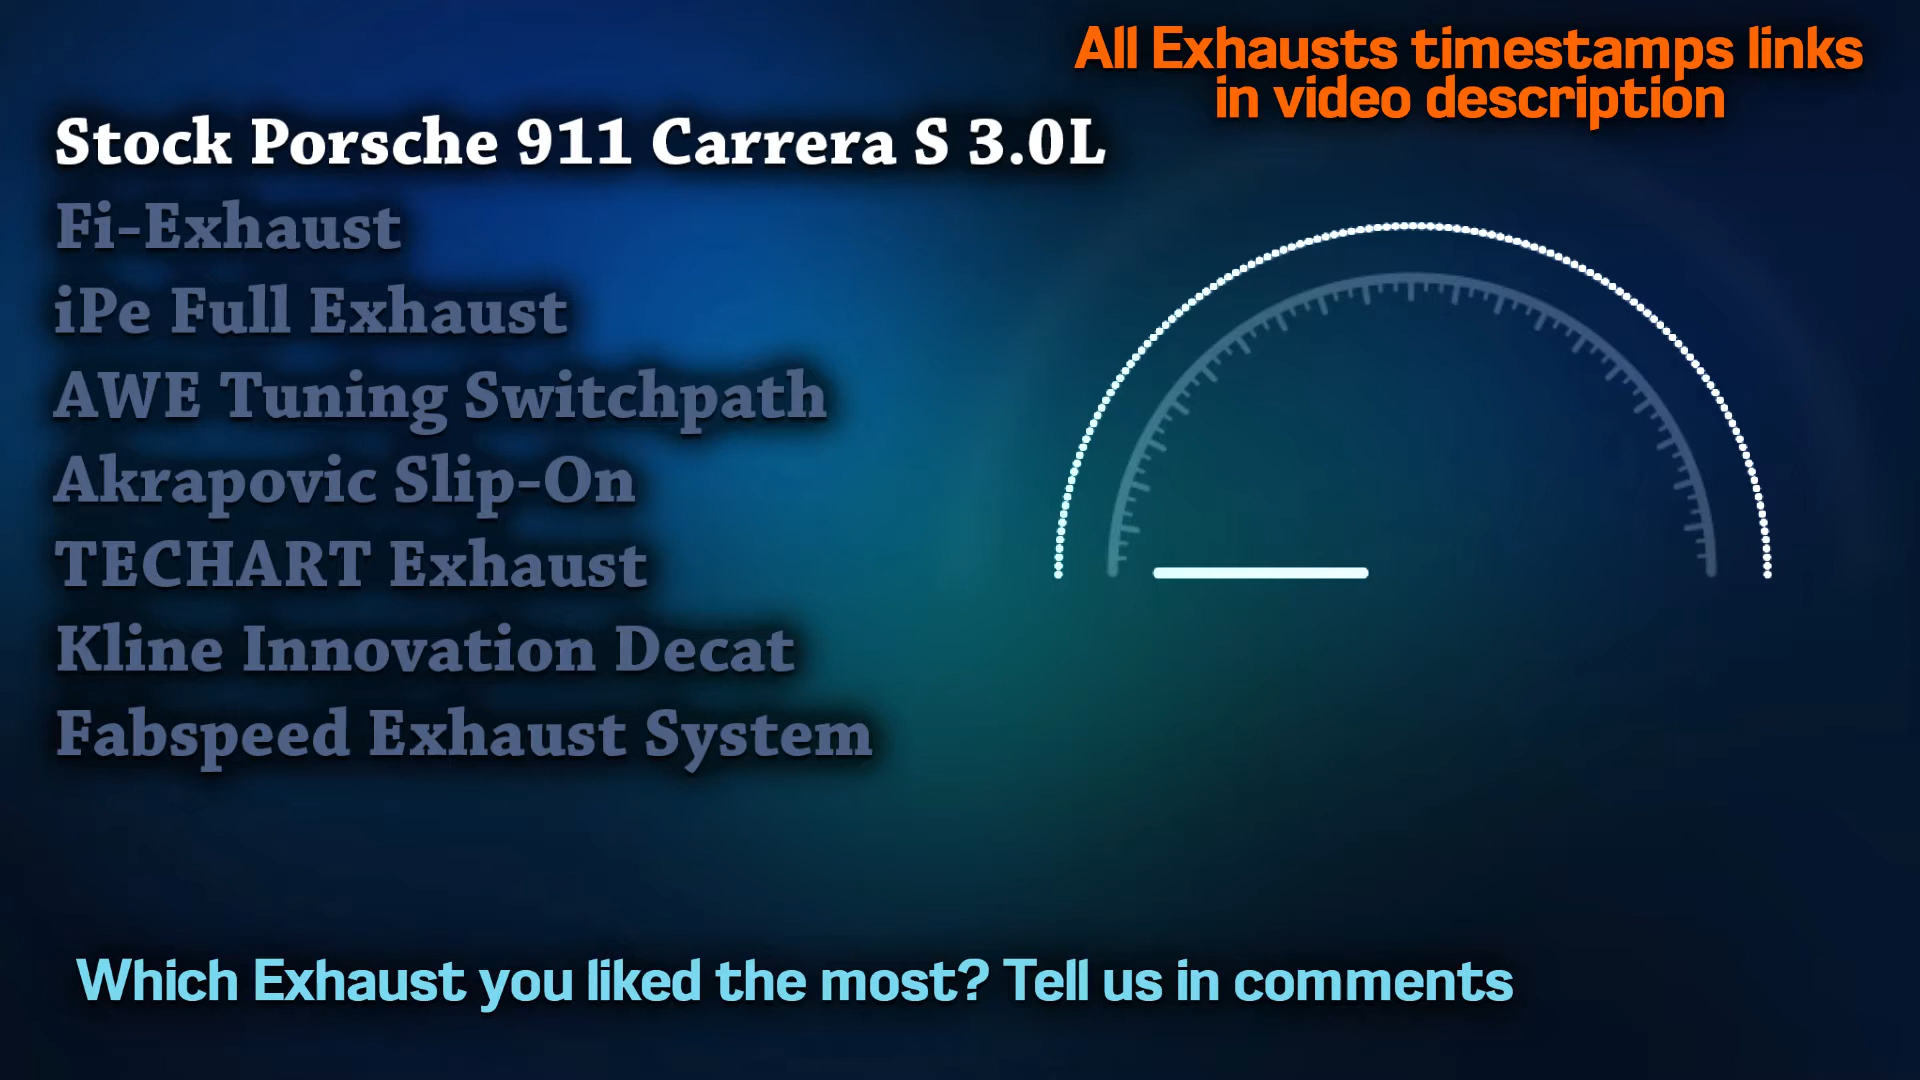 All Exhausts timestamps links
in video description
Stock Porsche 911 Carrera S 3.0L
Fi-Exhaust
iPe Full Exhaust
AWE Tuning Switchpath
Akrapovic Slip-On
TECHART Exhaust
Kline Innovation Decat
Fabspeed Exhaust System
Which Exhaust you liked the most? Tell us in comments